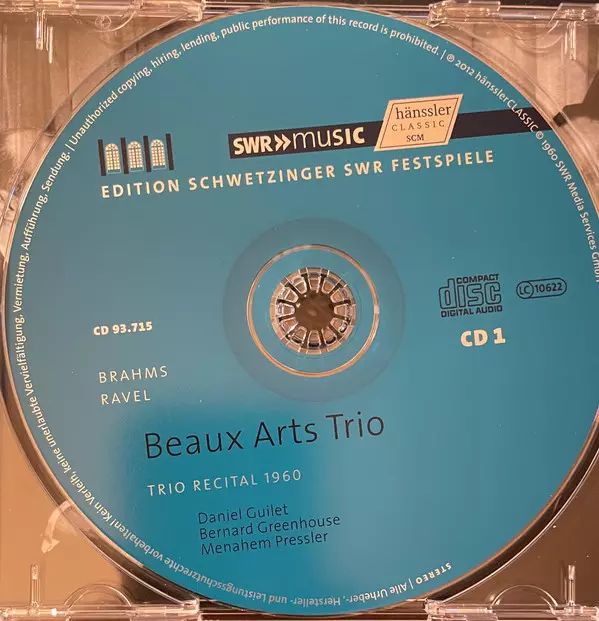 Unauthorized copying, hiring, lending, public performance of this record is prohibited. | ℗ 2012 hänsslerCLASSIC © 1960 SWR Media Services GmbH
SWR>> MUSIC
hänssler
CLASSIC
SCM
EDITION SCHWETZINGER SWR FESTSPIELE
COMPACT
disc
DIGITAL AUDIO
LC 10622
CD 93.715
CD 1
BRAHMS
RAVEL
Beaux Arts Trio
TRIO RECITAL 1960
Daniel Guilet
Bernard Greenhouse
Menahem Pressler
STEREO | Alle Urheber-, Hersteller- und Leistungsschutzrechte vorbehalten! Kein Verleih, keine unerlaubte Vervielfältigung, Vermietung, Aufführung, Sendung. |